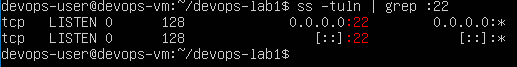 devops-user@devops-vm:~/devops-lab1$ ss -tuln | grep :22
tcp LISTEN 0 128 0.0.0.0:22 0.0.0.0:*
tcp LISTEN 0 128 [::]:22 [::]:*
devops-user@devops-vm:~/devops-lab1$